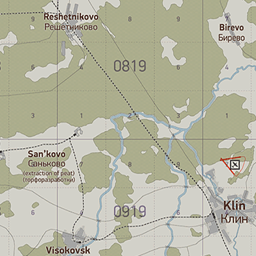 Reshetnikovo
Решетниково
Birevo
Бирево
0819
San'kovo
Саньково
(extraction of peat)
(торфоразработки)
Klin
Клин
0919
Visokovsk